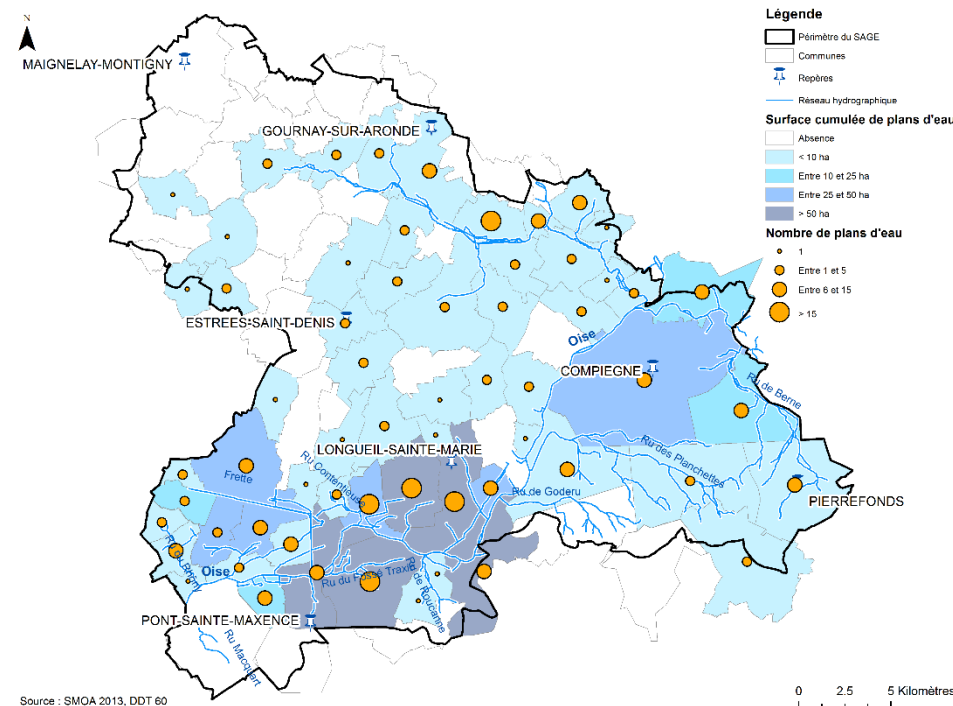 N
MAIGNELAY-MONTIGNY
GOURNAY-SUR-ARONDE
ESTREES-SAINT-DENIS
Oise
COMPIEGNE
Ru de Berne
LONGUEIL-SAINTE-MARIE
Ru des Planchettes
Frette
Ru Contentieuse
Ru de Goderu
PIERREFONDS
Oise
Ru du Fossé Traxin
Ru de Roucanne
PONT-SAINTE-MAXENCE
Ru Macquart
Source : SMOA 2013, DDT 60
Légende
Périmètre du SAGE
Communes
Repères
Réseau hydrographique
Surface cumulée de plans d'eau
Absence
< 10 ha
Entre 10 et 25 ha
Entre 25 et 50 ha
> 50 ha
Nombre de plans d'eau
1
Entre 1 et 5
Entre 6 et 15
> 15
0 2.5 5 Kilomètres